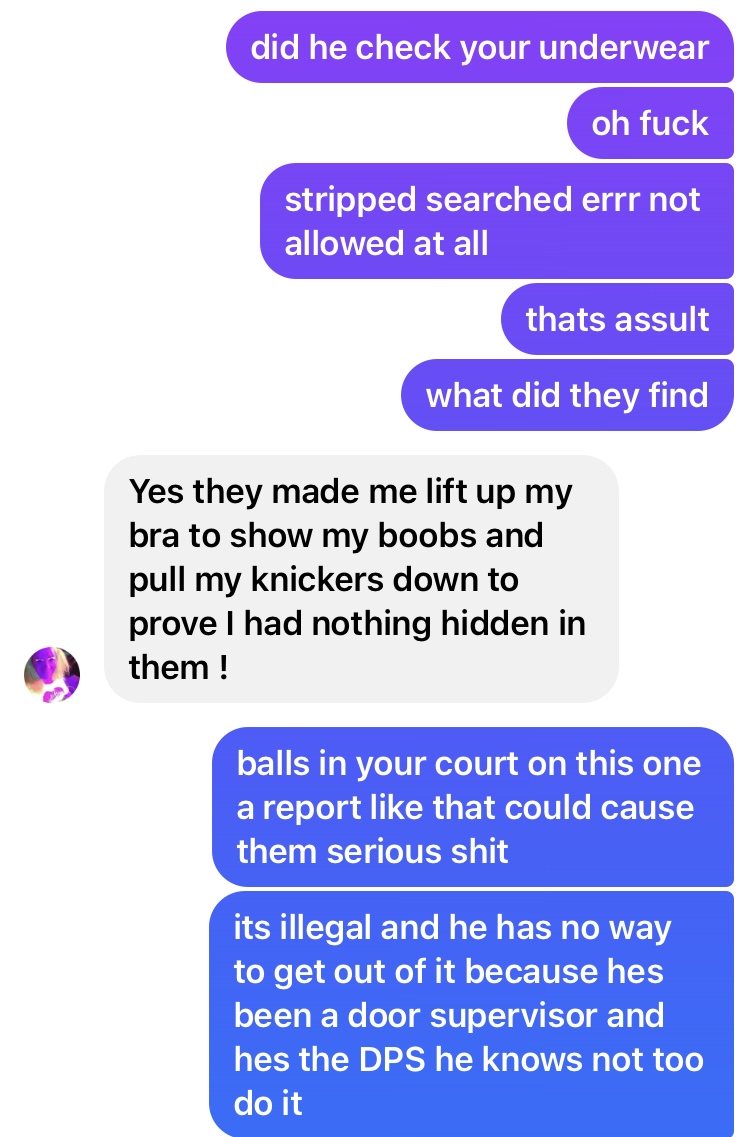 did he check your underwear
oh fuck
stripped searched errr not
allowed at all
thats assult
what did they find
Yes they made me lift up my
bra to show my boobs and
pull my knickers down to
prove I had nothing hidden in
them !
balls in your court on this one
a report like that could cause
them serious shit
its illegal and he has no way
to get out of it because hes
been a door supervisor and
hes the DPS he knows not too
do it